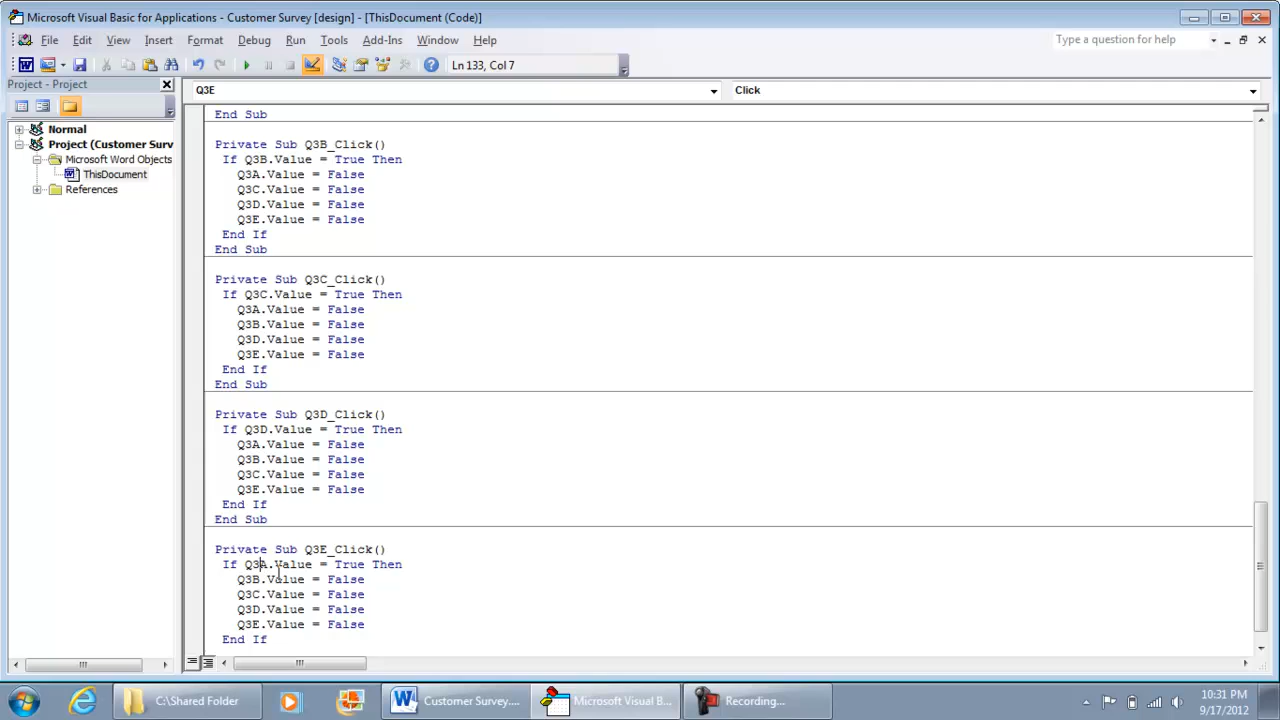 Microsoft Visual Basic for Applications - Customer Survey [design] - [ThisDocument (Code)]
File Edit View Insert Format Debug Run Tools Add-Ins Window Help
Type a question for help
Ln 133, Col 7
Project - Project
Q3E
Click
Normal
Project (Customer Surv
Microsoft Word Objects
ThisDocument
References
End Sub
Private Sub Q3B_Click()
If Q3B.Value = True Then
Q3A.Value = False
Q3C.Value = False
Q3D.Value = False
Q3E.Value = False
End If
End Sub
Private Sub Q3C_Click()
If Q3C.Value = True Then
Q3A.Value = False
Q3B.Value = False
Q3D.Value = False
Q3E.Value = False
End If
End Sub
Private Sub Q3D_Click()
If Q3D.Value = True Then
Q3A.Value = False
Q3B.Value = False
Q3C.Value = False
Q3E.Value = False
End If
End Sub
Private Sub Q3E_Click()
If Q3A.Value = True Then
Q3B.Value = False
Q3C.Value = False
Q3D.Value = False
Q3E.Value = False
End If
C:\Shared Folder
Customer Survey....
Microsoft Visual B...
Recording...
10:31 PM
9/17/2012